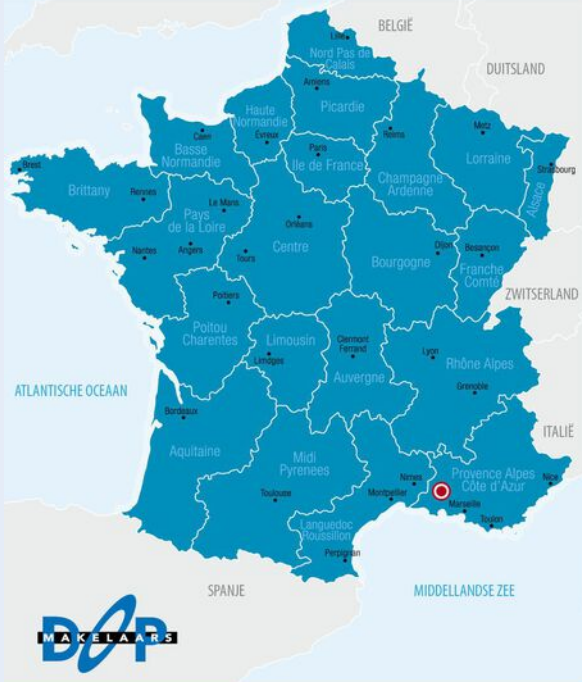 BELGIË
Lille
Nord Pas de
Calais
DUITSLAND
Amiens
Picardie
Haute
Normandie
Caen
Évreux
Reims
Metz
Lorraine
Basse
Normandie
Paris
Ile de France
Strasbourg
Brest
Brittany
Rennes
Champagne
Ardenne
Alsace
Le Mans
Pays
de la Loire
Orléans
Centre
Nantes
Angers
Tours
Dijon
Bourgogne
Besançon
Franche
Comté
ZWITSERLAND
Poitiers
Poitou
Charentes
Limousin
Limdges
Clermont
Ferrand
Auvergne
Lyon
Rhône Alpes
Grenoble
ATLANTISCHE OCEAAN
Bordeaux
ITALIË
Aquitaine
Midi
Pyrenees
Toulouse
Nimes
Montpellier
Provence Alpes
Côte d'Azur
Nice
Marseille
Toulon
Languedoc
Roussillon
Perpignan
SPANJE
MIDDELLANDSE ZEE
DOP
MAKELAARS